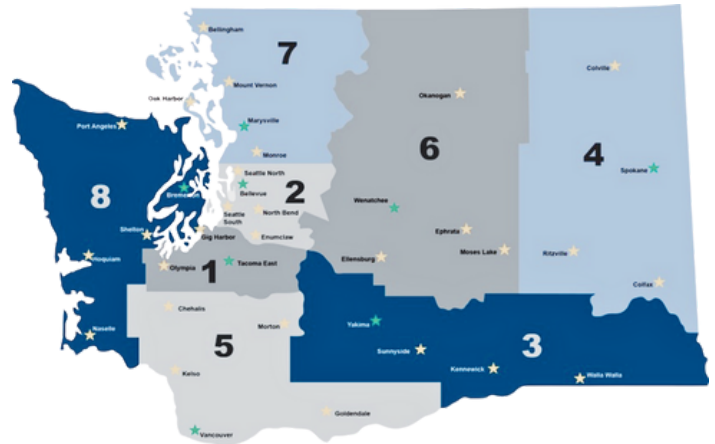 Bellingham
7
Mount Vernon
Oak Harbor
Marysville
Monroe
Port Angeles
8
Bremerton
Shelton
Hoquiam
Naselle
Seattle North
2
Bellevue
Seattle South
North Bend
Enumclaw
Gig Harbor
1
Olympia
Tacoma East
Okanogan
6
Wenatchee
Ephrata
Moses Lake
Ellensburg
Colville
4
Spokane
Ritzville
Colfax
Chehalis
Morton
5
Kelso
Vancouver
Goldendale
Yakima
Sunnyside
3
Kennewick
Walla Walla